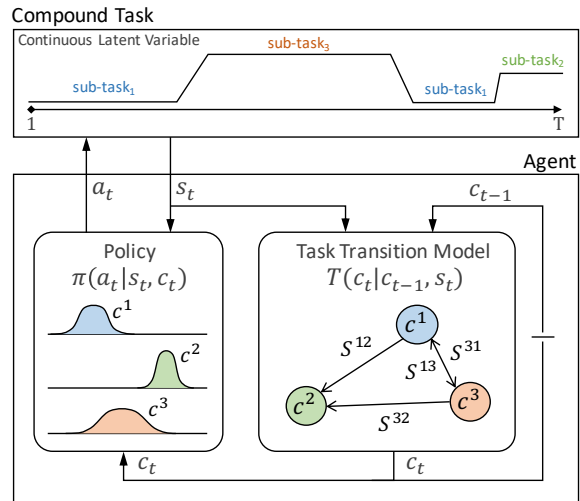 Compound Task
Continuous Latent Variable
sub-task₃
sub-task₂
sub-task₁
sub-task₁
1
T
Agent
aₜ
sₜ
cₜ₋₁
Policy
π(aₜ|sₜ, cₜ)
c¹
c²
c³
Task Transition Model
T(cₜ|cₜ₋₁, sₜ)
c¹
S¹²
S³¹
S¹³
c²
c³
S³²
cₜ
cₜ